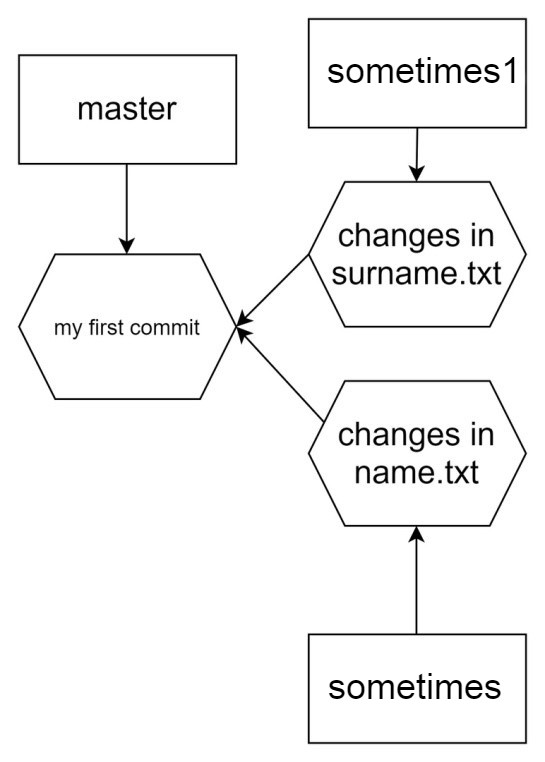 sometimes1
master
changes in
surname.txt
my first commit
changes in
name.txt
sometimes